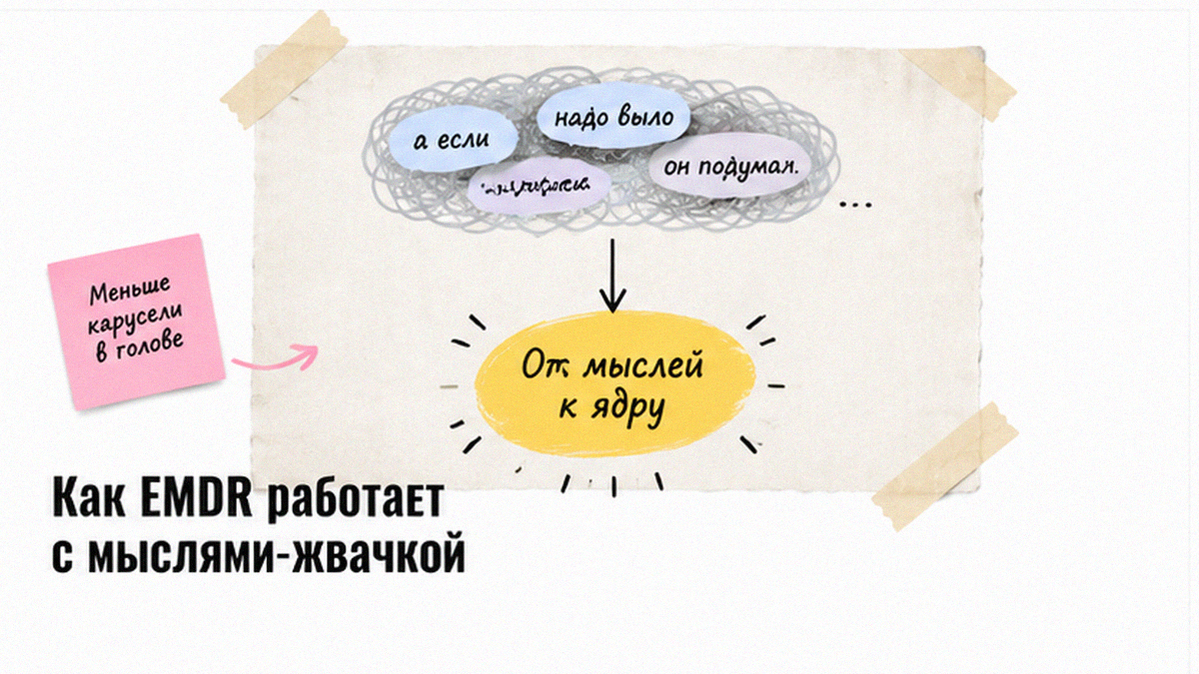 а если
надо выло
он подумал.
...
От мыслей
к ядру
Меньше
карусели
в голове
Как EMDR работает
с мыслями-жвачкой